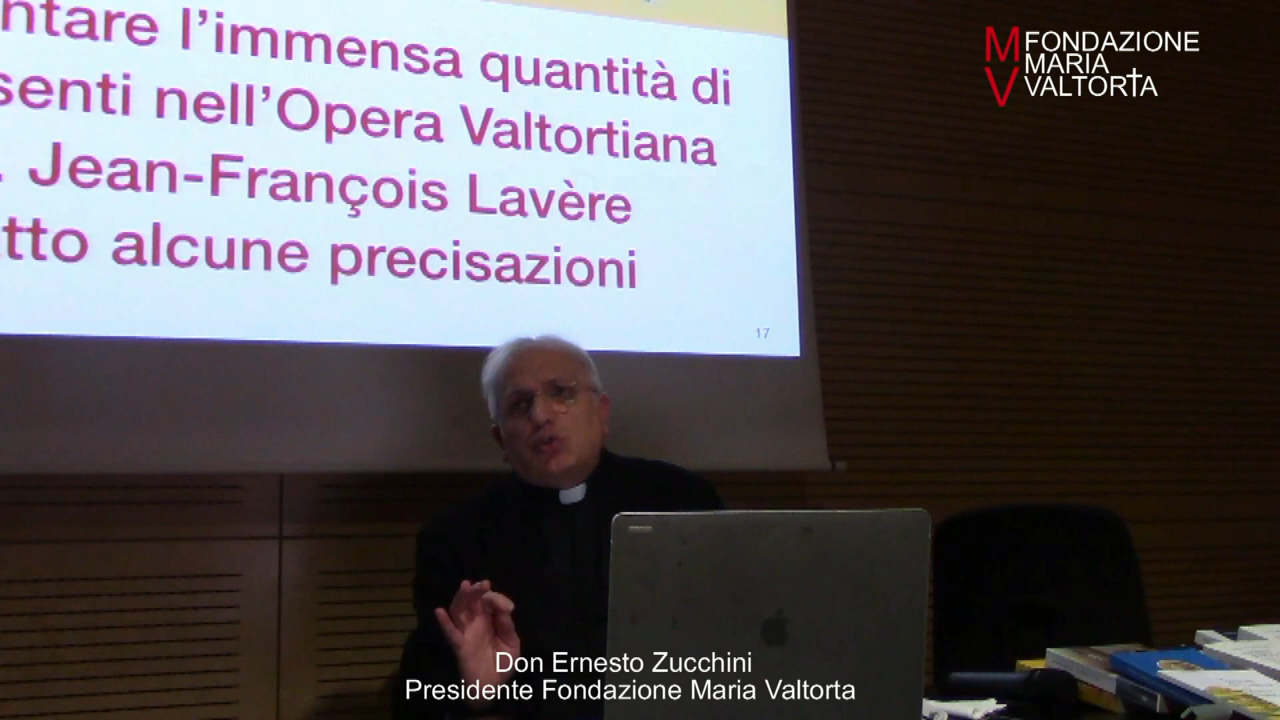 ntare l'immensa quantità di
senti nell'Opera Valtortiana
. Jean-François Lavère
tto alcune precisazioni
17
MV FONDAZIONE
MARIA
VALTORTA
Don Ernesto Zucchini
Presidente Fondazione Maria Valtorta